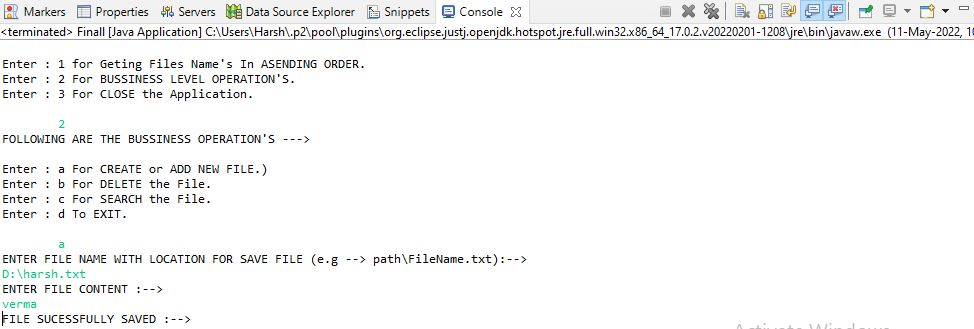 Markers Properties Servers Data Source Explorer Snippets Console
<terminated> Finall [Java Application] C:\Users\Harsh\.p2\pool\plugins\org.eclipse.justj.openjdk.hotspot.jre.full.win32.x86_64_17.0.2.v20220201-1208\jre\bin\javaw.exe (11-May-2022, 10
Enter : 1 for Geting Files Name's In ASENDING ORDER.
Enter : 2 For BUSSINESS LEVEL OPERATION'S.
Enter : 3 For CLOSE the Application.
2
FOLLOWING ARE THE BUSSINESS OPERATION'S --->
Enter : a For CREATE or ADD NEW FILE.)
Enter : b For DELETE the File.
Enter : c For SEARCH the File.
Enter : d To EXIT.
a
ENTER FILE NAME WITH LOCATION FOR SAVE FILE (e.g --> path\FileName.txt):-->
D:\harsh.txt
ENTER FILE CONTENT :-->
verma
FILE SUCESSFULLY SAVED :-->